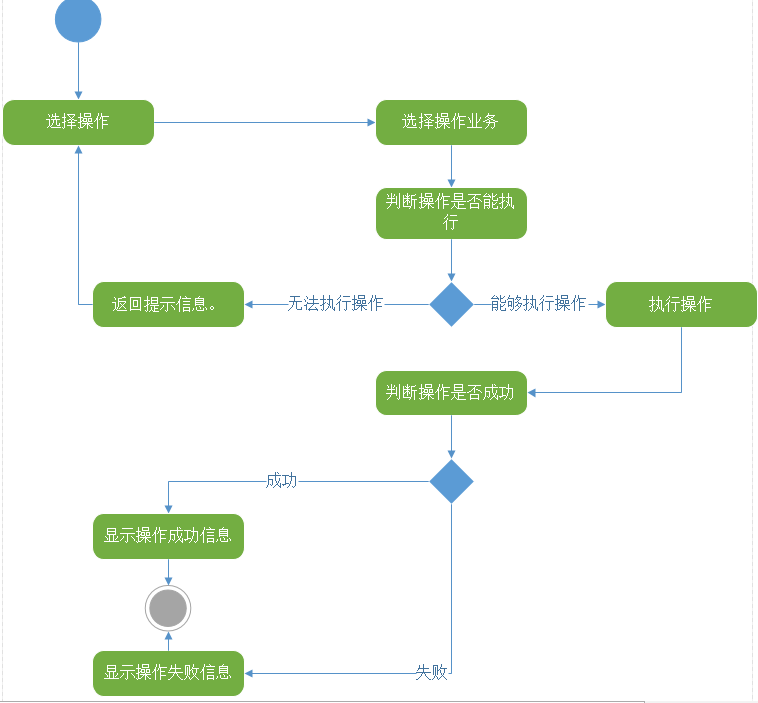 选择操作
选择操作业务
判断操作是否能执
行
返回提示信息。
无法执行操作
能够执行操作
执行操作
判断操作是否成功
成功
显示操作成功信息
显示操作失败信息
失败